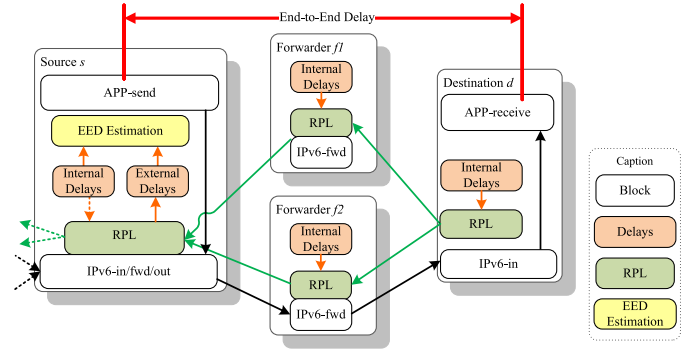 End-to-End Delay
Source s
APP-send
EED Estimation
Internal
Delays
External
Delays
RPL
IPv6-in/fwd/out
Forwarder f1
Internal
Delays
RPL
IPv6-fwd
Forwarder f2
Internal
Delays
RPL
IPv6-fwd
Destination d
APP-receive
Internal
Delays
RPL
IPv6-in
Caption
Block
Delays
RPL
EED
Estimation